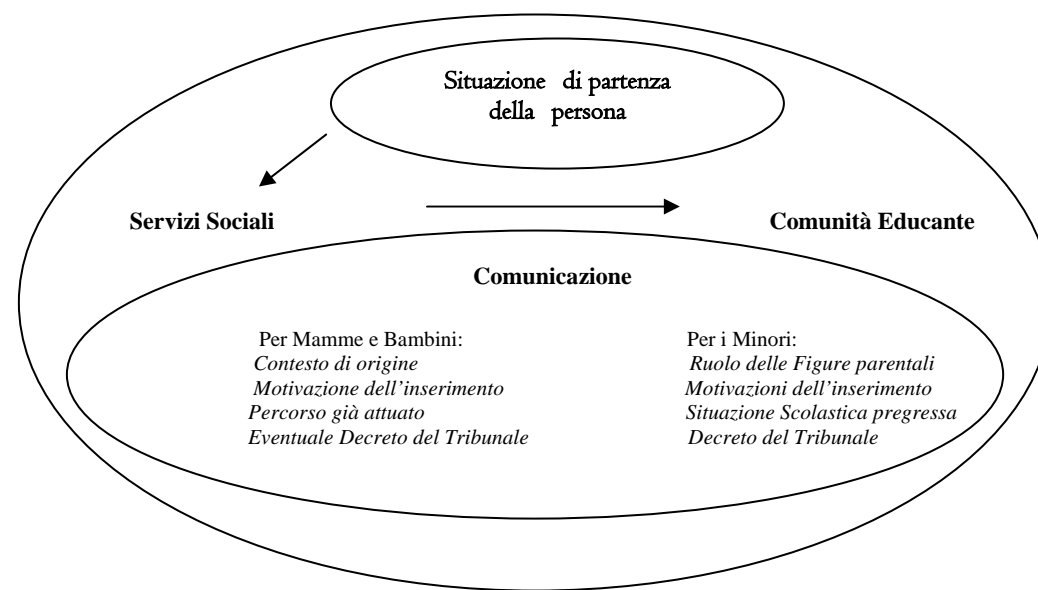 Situazione di partenza
della persona
Servizi Sociali
Comunità Educante
Comunicazione
Per Mamme e Bambini:
Contesto di origine
Motivazione dell’inserimento
Percorso già attuato
Eventuale Decreto del Tribunale
Per i Minori:
Ruolo delle Figure parentali
Motivazioni dell’inserimento
Situazione Scolastica pregressa
Decreto del Tribunale